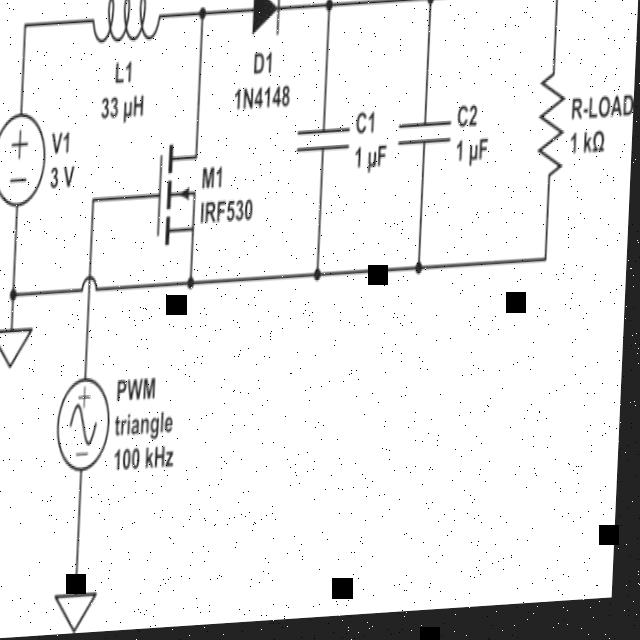 L1
33 µH
D1
1N4148
V1
3 V
C1
1 µF
C2
1 µF
R-LOAD
1 kΩ
M1
IRF530
PWM
triangle
100 kHz